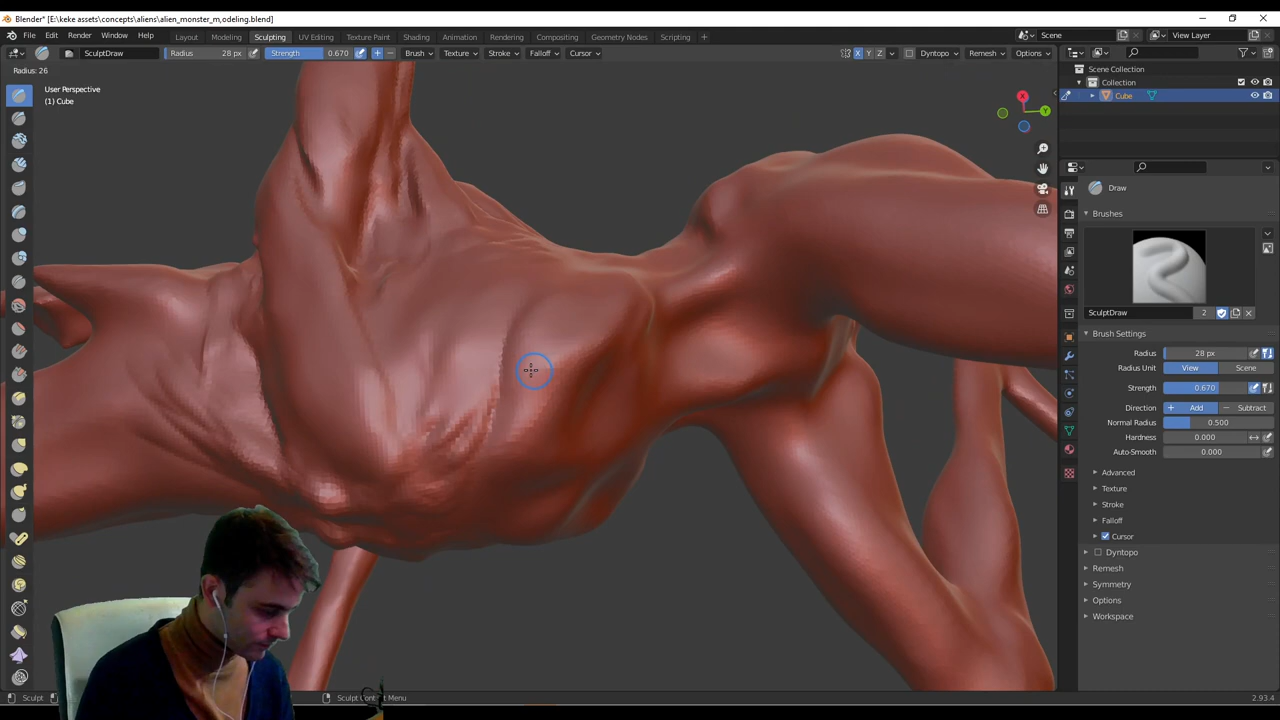 Blender* [E:\keke assets\concepts\aliens\alien_monster_m,odeling.blend]
File Edit Render Window Help Layout Modeling Sculpting UV Editing Texture Paint Shading Animation Rendering Compositing Geometry Nodes Scripting + Scene View Layer
SculptDraw Radius 28 px Strength 0.670 Brush Texture Stroke Falloff Cursor X Y Z Dyntopo Remesh Options
Radius: 26
User Perspective
(1) Cube
Y
Scene Collection
Collection
Cube
Draw
Brushes
SculptDraw 2
Brush Settings
Radius 28 px
Radius Unit View Scene
Strength 0.670
Direction + Add − Subtract
Normal Radius 0.500
Hardness 0.000
Auto-Smooth 0.000
Advanced
Texture
Stroke
Falloff
Cursor
Dyntopo
Remesh
Symmetry
Options
Workspace
Sculpt Sculpt Context Menu 2.93.4